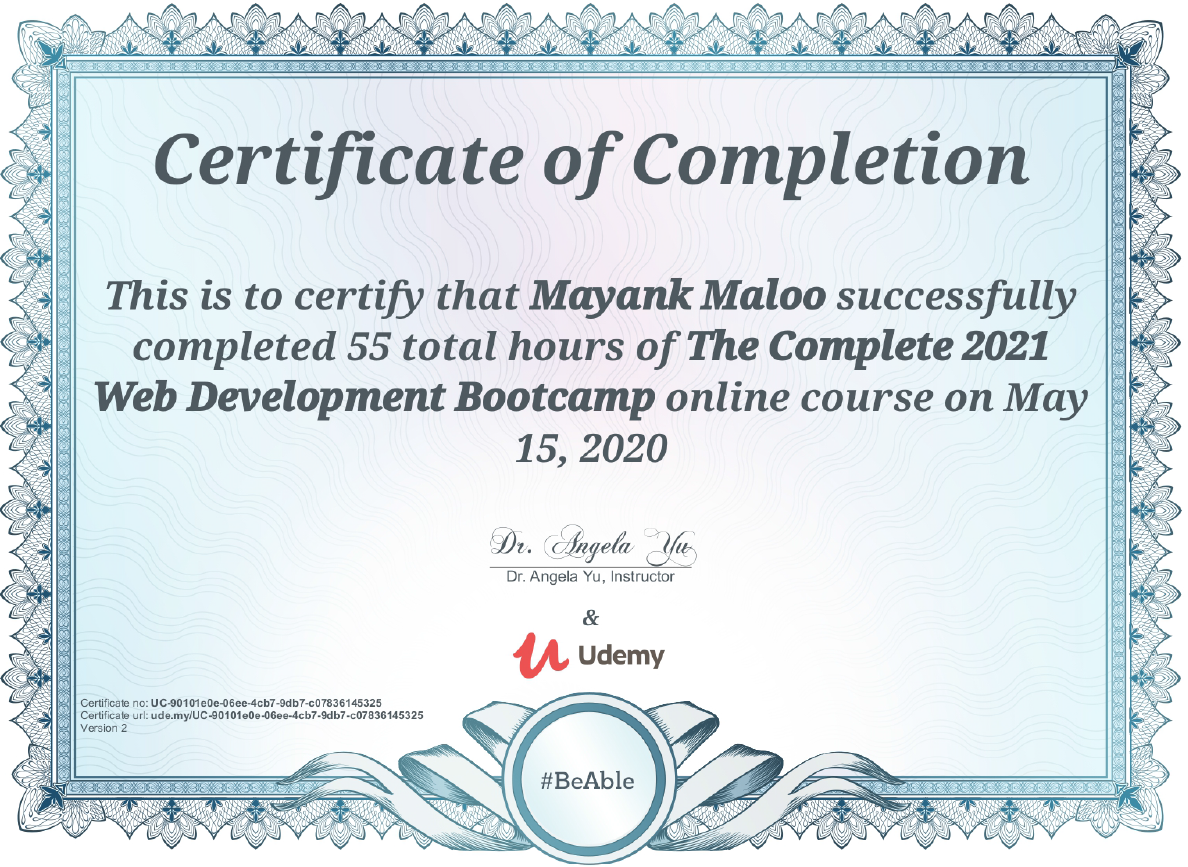 Certificate of Completion
This is to certify that Mayank Maloo successfully
completed 55 total hours of The Complete 2021
Web Development Bootcamp online course on May
15, 2020
Dr. Angela Yu
Dr. Angela Yu, Instructor
&
Udemy
Certificate no: UC-90101e0e-06ee-4cb7-9db7-c07836145325
Certificate url: ude.my/UC-90101e0e-06ee-4cb7-9db7-c07836145325
Version 2
#BeAble